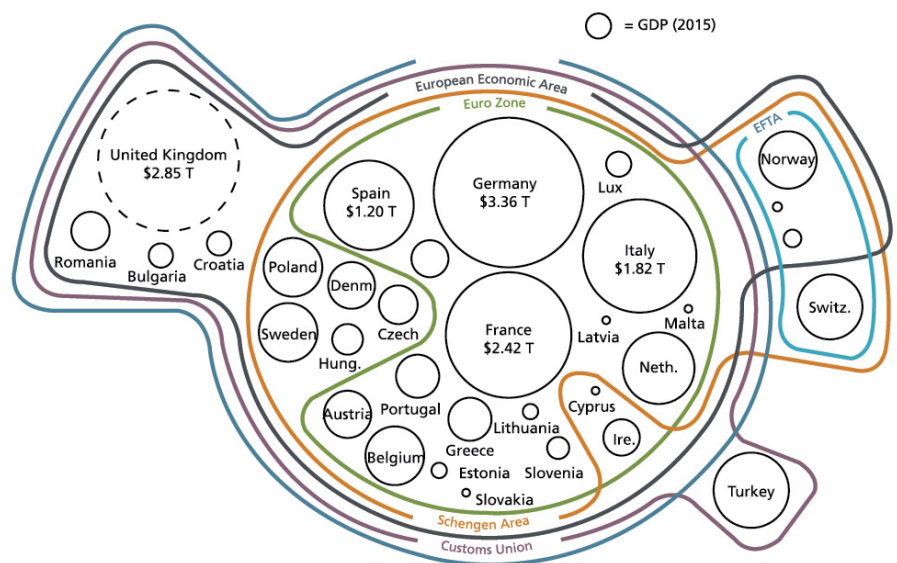 = GDP (2015)
European Economic Area
Euro Zone
EFTA
United Kingdom
$2.85 T
Romania
Bulgaria
Croatia
Spain
$1.20 T
Germany
$3.36 T
Lux
Norway
Italy
$1.82 T
Poland
Denm
Czech
Sweden
Hung.
France
$2.42 T
Latvia
Malta
Switz.
Neth.
Portugal
Cyprus
Austria
Lithuania
Greece
Ire.
Belgium
Estonia
Slovenia
Slovakia
Turkey
Schengen Area
Customs Union